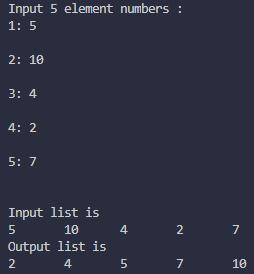 Input 5 element numbers :
1: 5
2: 10
3: 4
4: 2
5: 7
Input list is
5 10 4 2 7
Output list is
2 4 5 7 10